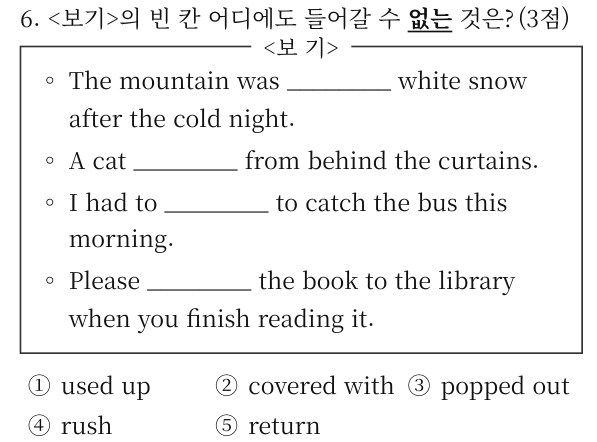 6. <보기>의 빈 칸 어디에도 들어갈 수 없는 것은? (3점)
<보 기>
◦ The mountain was ________ white snow
after the cold night.
◦ A cat ________ from behind the curtains.
◦ I had to ________ to catch the bus this
morning.
◦ Please ________ the book to the library
when you finish reading it.
① used up ② covered with ③ popped out
④ rush ⑤ return